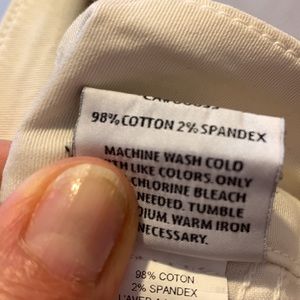 98% COTTON 2% SPANDEX
MACHINE WASH COLD
LIKE COLORS. ONLY
CHLORINE BLEACH
NEEDED. TUMBLE
WARM IRON
NECESSARY.
98% COTON
2% SPANDEX